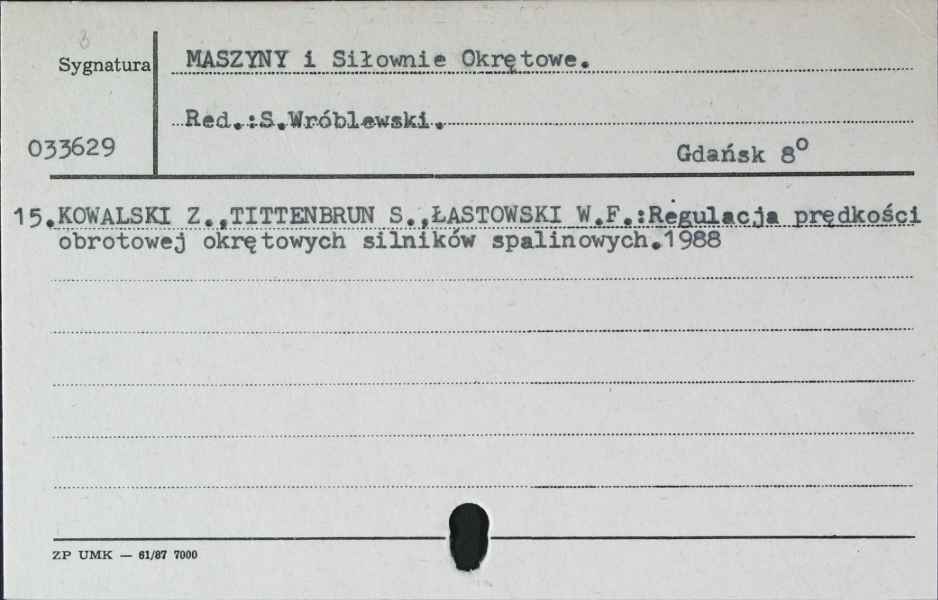 3
Sygnatura
MASZYNY i Siłownie Okrętowe.
Red.:S.Wróblewski.
033629
Gdańsk 8°
15.KOWALSKI Z.,TITTENBRUN S.,ŁASTOWSKI W.F.:Regulacja prędkości
obrotowej okrętowych silników spalinowych.1988
ZP UMK — 61/87 7000